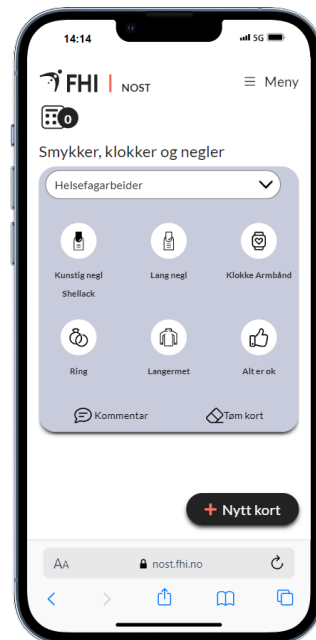 14:14
5G
FHI | NOST
Meny
0
Smykker, klokker og negler
Helsefagarbeider
Kunstig negl
Shellack
Lang negl
Klokke Armbånd
Ring
Langermet
Alt er ok
Kommentar
Tøm kort
+ Nytt kort
AA
nost.fhi.no